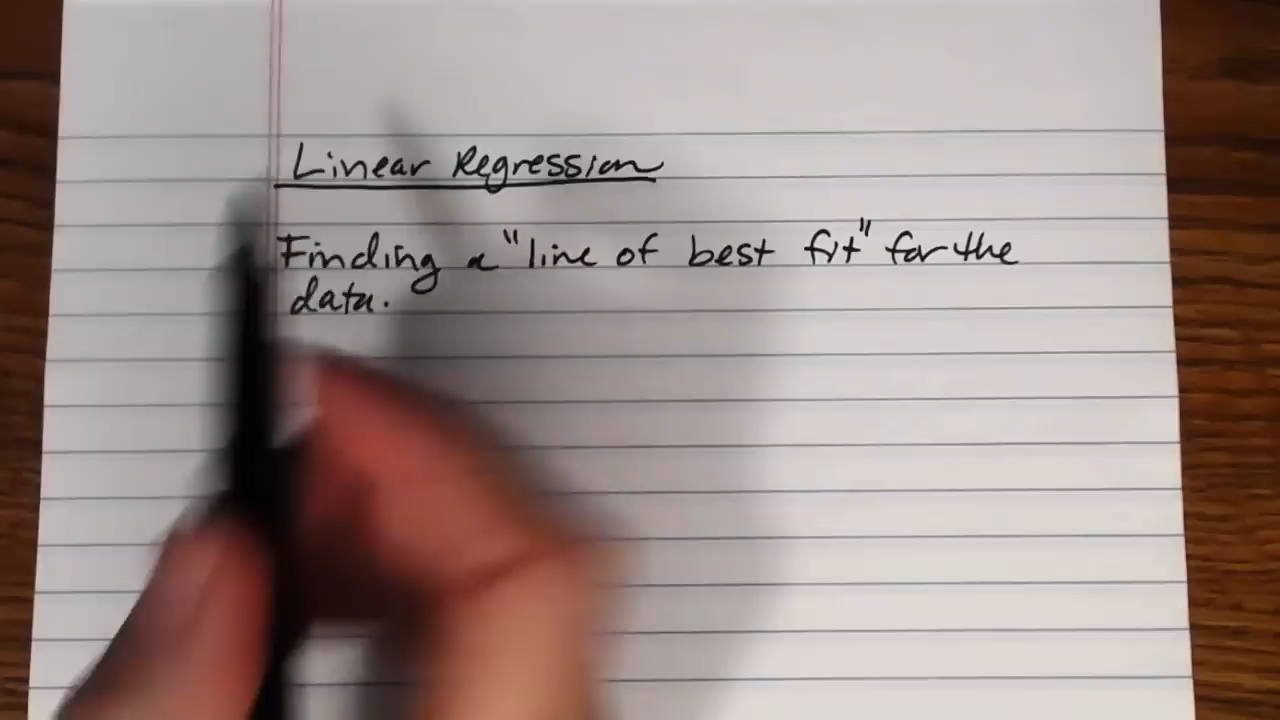 Linear Regression
Finding a "line of best fit" for the
data.